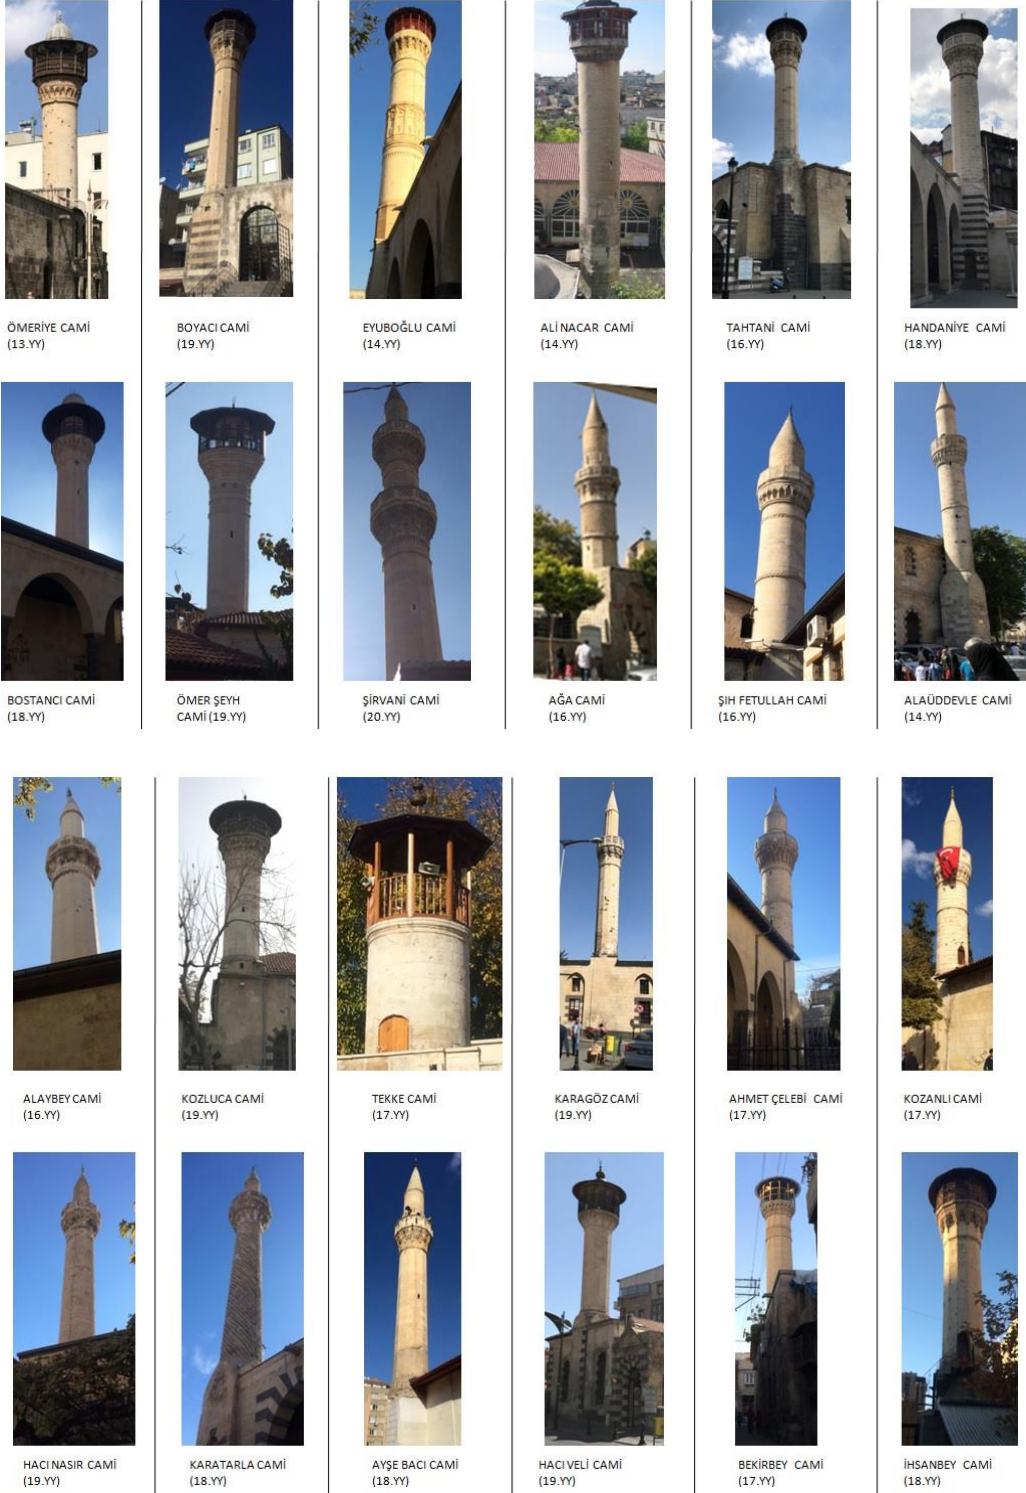 ÖMERİYE CAMİ
(13.YY)
BOYACI CAMİ
(19.YY)
EYUBOĞLU CAMİ
(14.YY)
ALİ NACAR CAMİ
(14.YY)
TAHTANİ CAMİ
(16.YY)
HANDANİYE CAMİ
(18.YY)
BOSTANCI CAMİ
(18.YY)
ÖMER ŞEYH
CAMİ (19.YY)
ŞİRVANİ CAMİ
(20.YY)
AĞA CAMİ
(16.YY)
ŞIH FETULLAH CAMİ
(16.YY)
ALAÜDDEVLE CAMİ
(14.YY)
ALAYBEY CAMİ
(16.YY)
KOZLUCA CAMİ
(19.YY)
TEKKE CAMİ
(17.YY)
KARAGÖZ CAMİ
(19.YY)
AHMET ÇELEBİ CAMİ
(17.YY)
KOZANLI CAMİ
(17.YY)
HACI NASIR CAMİ
(19.YY)
KARATARLA CAMİ
(18.YY)
AYŞE BACI CAMİ
(18.YY)
HACI VELİ CAMİ
(19.YY)
BEKİRBEY CAMİ
(17.YY)
İHSANBEY CAMİ
(18.YY)